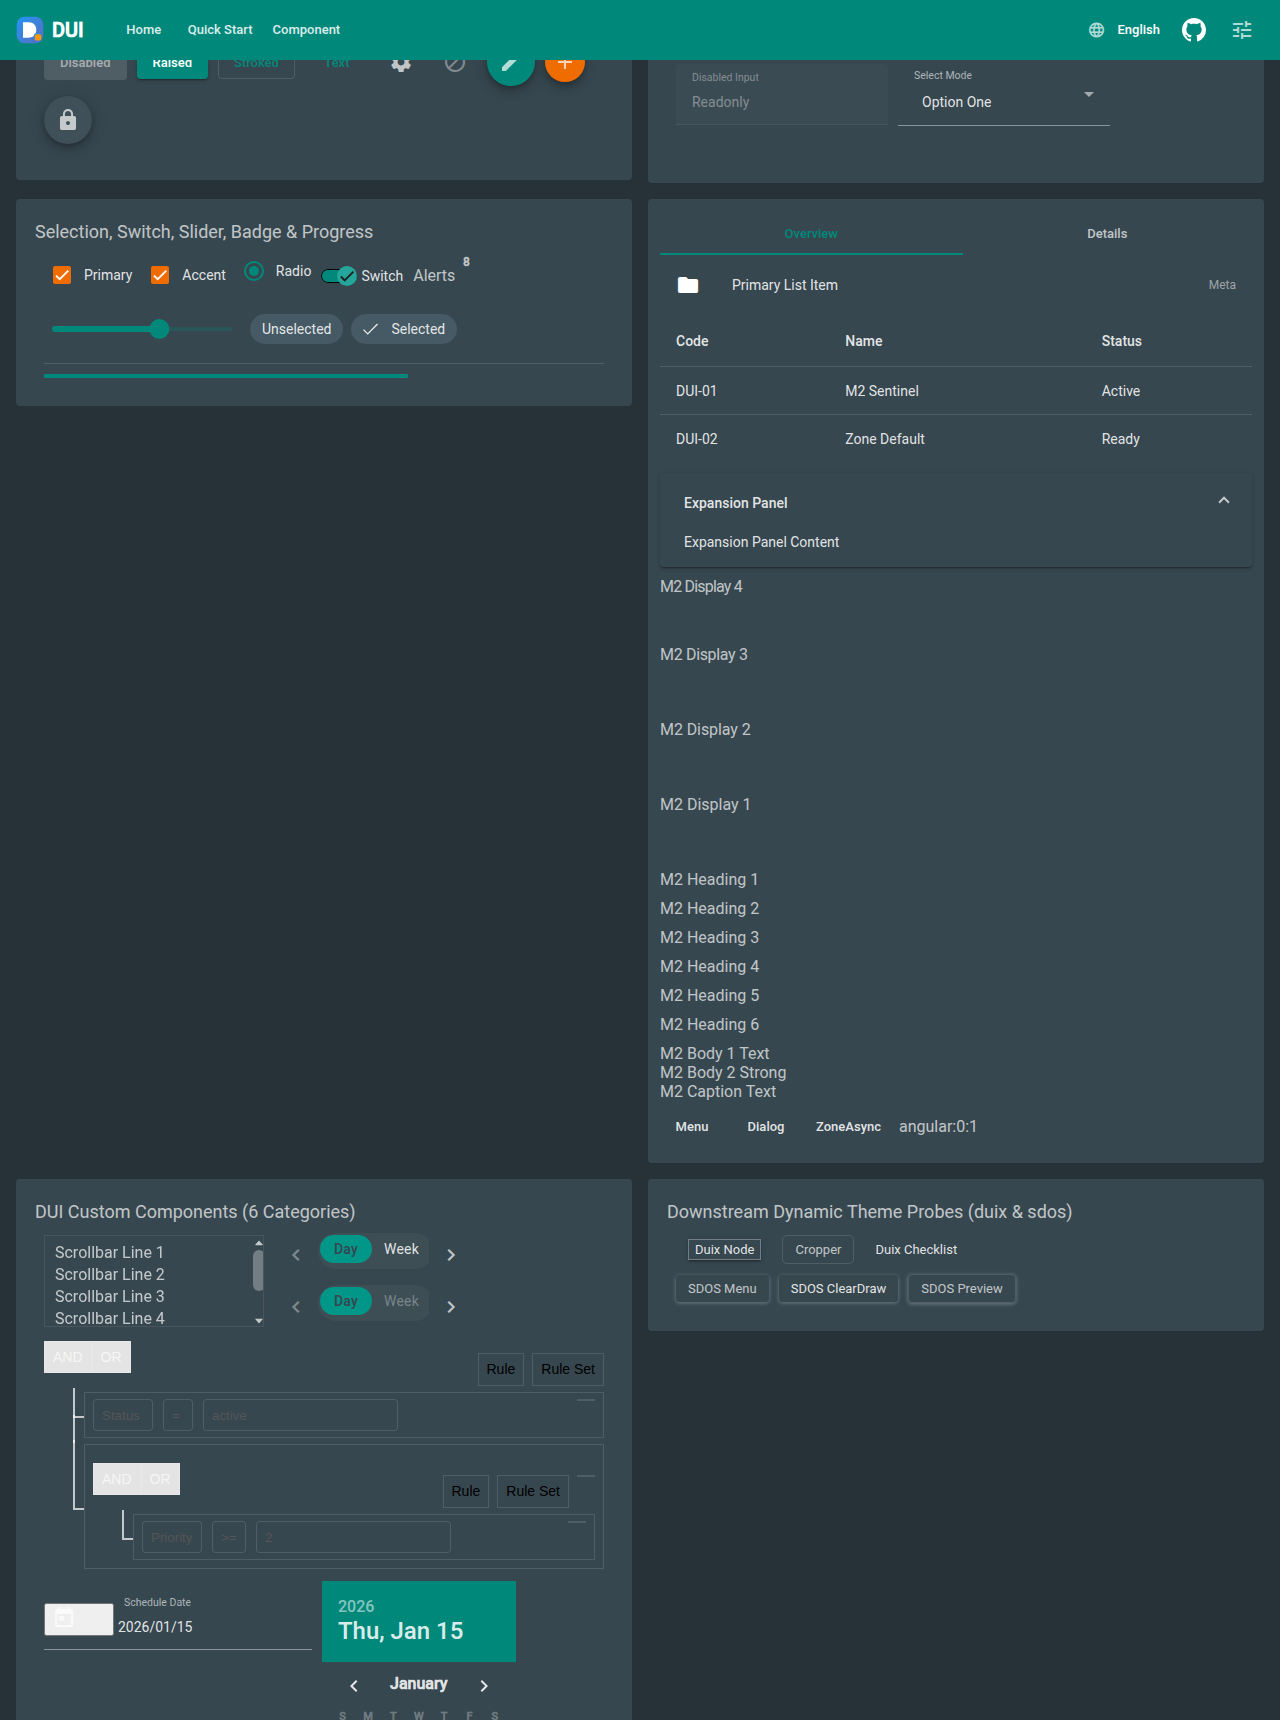 DUI Home Quick Start Component English
Disabled Raised Stroked Text
Disabled Input
Readonly
Select Mode
Option One
Selection, Switch, Slider, Badge & Progress
Primary Accent Radio Switch Alerts 8
Unselected Selected
Overview Details
Primary List Item Meta
Code Name Status
DUI-01 M2 Sentinel Active
DUI-02 Zone Default Ready
Expansion Panel
Expansion Panel Content
M2 Display 4
M2 Display 3
M2 Display 2
M2 Display 1
M2 Heading 1
M2 Heading 2
M2 Heading 3
M2 Heading 4
M2 Heading 5
M2 Heading 6
M2 Body 1 Text
M2 Body 2 Strong
M2 Caption Text
Menu Dialog ZoneAsync angular:0:1
DUI Custom Components (6 Categories)
Scrollbar Line 1
Scrollbar Line 2
Scrollbar Line 3
Scrollbar Line 4
Day Week
Day Week
AND OR
Rule Rule Set
Status = active
AND OR
Rule Rule Set
Priority >= 2
Schedule Date
2026/01/15
2026
Thu, Jan 15
January
S M T W T F S
Downstream Dynamic Theme Probes (duix & sdos)
Duix Node Cropper Duix Checklist
SDOS Menu SDOS ClearDraw SDOS Preview